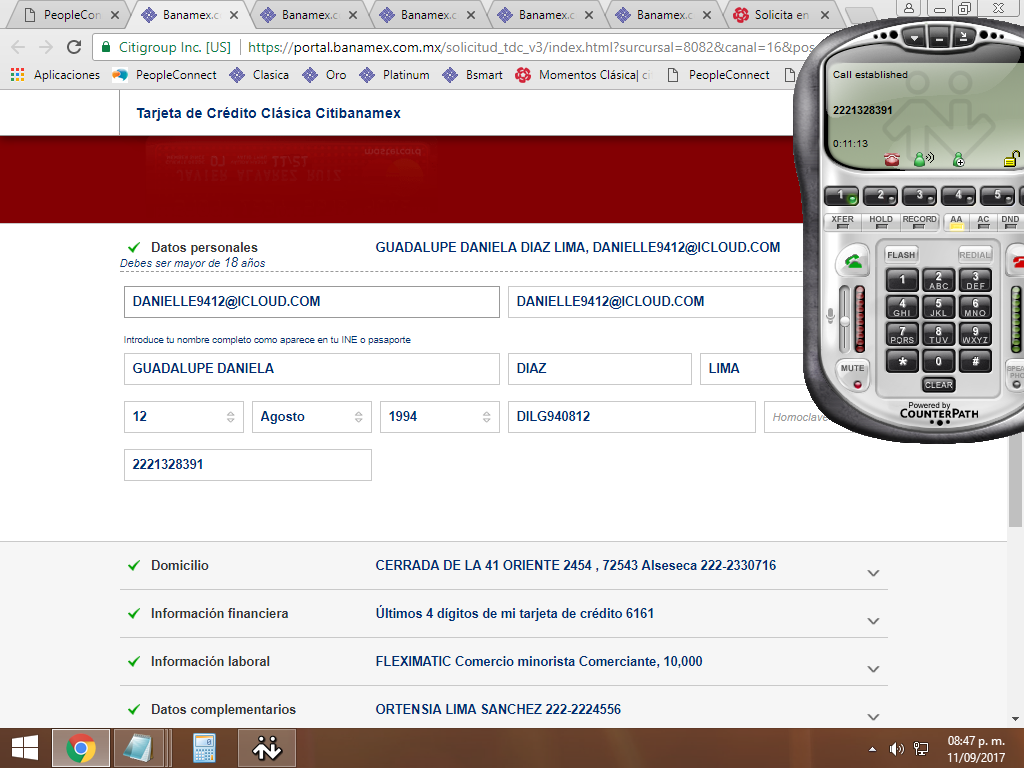 PeopleCon
Banamex.c
Banamex.c
Banamex.c
Banamex.c
Banamex.c
Solicita en
Citigroup Inc. [US] https://portal.banamex.com.mx/solicitud_tdc_v3/index.html?surcursal=8082&canal=16&pos
Aplicaciones PeopleConnect Clasica Oro Platinum Bsmart Momentos Clásica| ci PeopleConnect
Tarjeta de Crédito Clásica Citibanamex
JAVIER ALVAREZ RUIZ
mastercard
Datos personales GUADALUPE DANIELA DIAZ LIMA, DANIELLE9412@ICLOUD.COM
Debes ser mayor de 18 años
DANIELLE9412@ICLOUD.COM DANIELLE9412@ICLOUD.COM
Introduce tu nombre completo como aparece en tu INE o pasaporte
GUADALUPE DANIELA DIAZ LIMA
12 Agosto 1994 DILG940812 Homoclave
2221328391
Domicilio CERRADA DE LA 41 ORIENTE 2454 , 72543 Alseseca 222-2330716
Información financiera Últimos 4 dígitos de mi tarjeta de crédito 6161
Información laboral FLEXIMATIC Comercio minorista Comerciante, 10,000
Datos complementarios ORTENSIA LIMA SANCHEZ 222-2224556
Call established
2221328391
0:11:13
1 2 3 4 5
XFER HOLD RECORD AA AC DND
FLASH REDIAL
1 2 ABC 3 DEF
4 GHI 5 JKL 6 MNO
7 PQRS 8 TUV 9 WXYZ
* 0 #
MUTE
CLEAR
SPEA
PHO
Powered by
COUNTERPATH
08:47 p. m.
11/09/2017